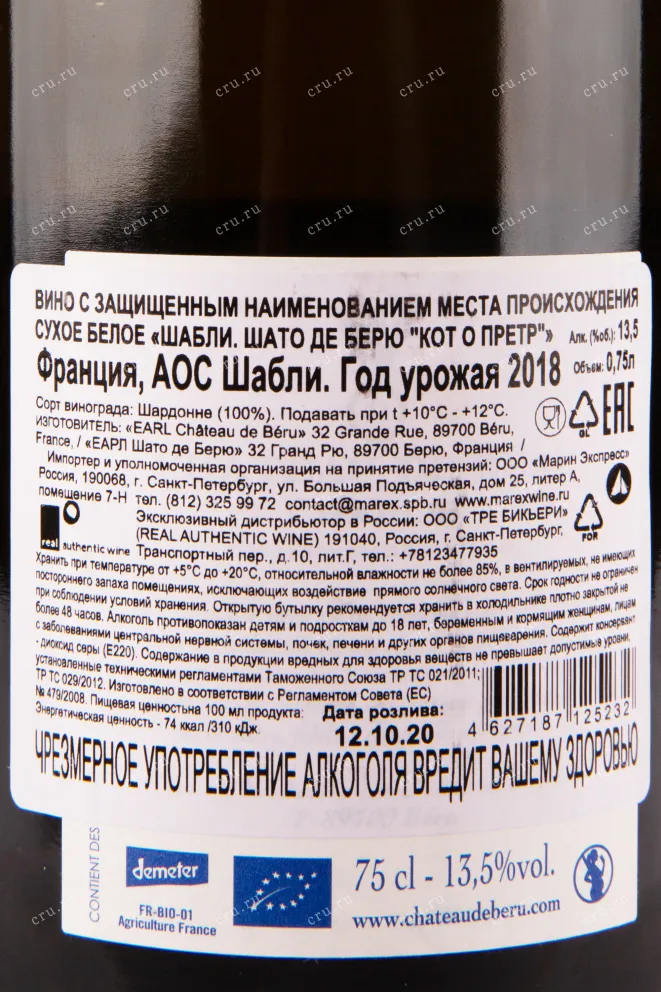 ВИНО С ЗАЩИЩЕННЫМ НАИМЕНОВАНИЕМ МЕСТА ПРОИСХОЖДЕНИЯ
СУХОЕ БЕЛОЕ «ШАБЛИ. ШАТО ДЕ БЕРЮ "КОТ О ПРЕТР"» Алк. (%об.): 13,5
Франция, АОС Шабли. Год урожая 2018 Объем: 0,75л
Сорт винограда: Шардонне (100%). Подавать при t +10°C - +12°C.
изготовитель: «EARL Château de Béru» 32 Grande Rue, 89700 Béru,
France, / «ЕАРЛ Шато де Берю» 32 Гранд Рю, 89700 Берю, Франция /
GL
EAC
Импортер и уполномоченная организация на принятие претензий: ООО «Марин Экспресс»
Россия, 190068, г. Санкт-Петербург, ул. Большая Подъяческая, дом 25, литер А,
помещение 7-Н тел. (812) 325 99 72 contact@marex.spb.ru www.marexwine.ru
Эксклюзивный дистрибьютор в России: ООО «ТРЕ БИКЬЕРИ»
(REAL AUTHENTIC WINE) 191040, Россия, г. Санкт-Петербург,
Транспортный пер., д.10, лит.Г, тел.: +78123477935
real authentic wine
FOR
Хранить при температуре от +5°C до +20°C, относительной влажности не более 85%, в вентилируемых, не имеющих
постороннего запаха помещениях, исключающих воздействие прямого солнечного света. Срок годности не ограничен
при соблюдении условий хранения. Открытую бутылку рекомендуется хранить в холодильнике плотно закрытой не
более 48 часов. Алкоголь противопоказан детям и подросткам до 18 лет, беременным и кормящим женщинам, лицам
с заболеваниями центральной нервной системы, почек, печени и других органов пищеварения. Содержит консервант
- диоксид серы (E220). Содержание в продукции вредных для здоровья веществ не превышает допустимые уровни,
установленные техническими регламентами Таможенного Союза ТР ТС 021/2011;
ТР ТС 029/2012. Изготовлено в соответствии с Регламентом Совета (ЕС)
№ 479/2008. Пищевая ценностьна 100 мл продукта:
Энергетическая ценность - 74 ккал /310 кДж.
Дата розлива:
12.10.20
4 627187 125232
ЧРЕЗМЕРНОЕ УПОТРЕБЛЕНИЕ АЛКОГОЛЯ ВРЕДИТ ВАШЕМУ ЗДОРОВЬЮ
CONTIENT DES
demeter
FR-BIO-01
Agriculture France
75 cl - 13,5%vol.
www.chateaudeberu.com
cru.ru